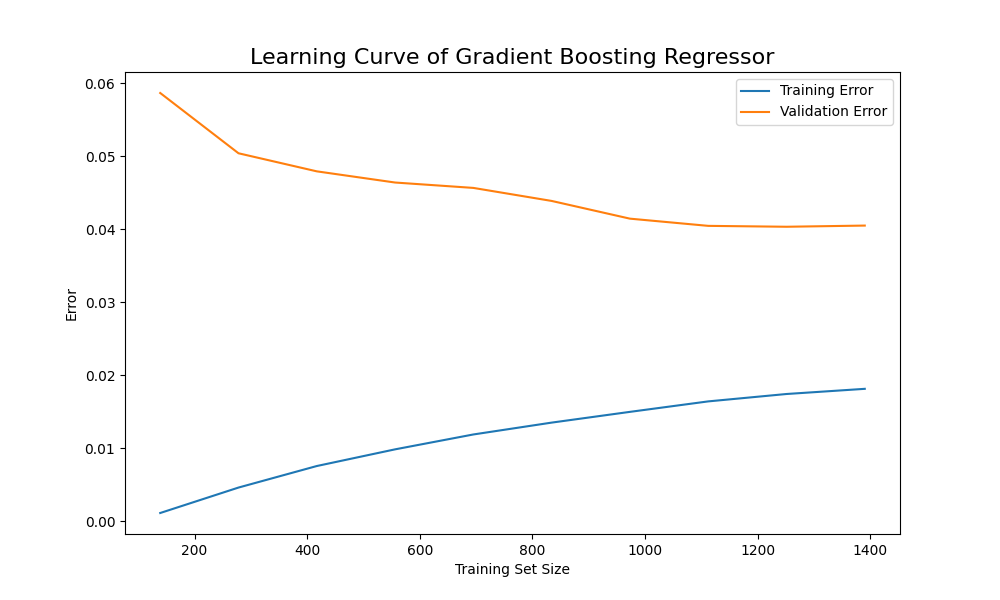 Learning Curve of Gradient Boosting Regressor
Training Error
Validation Error
0.06
0.05
0.04
0.03
0.02
0.01
0.00
Error
200 400 600 800 1000 1200 1400
Training Set Size